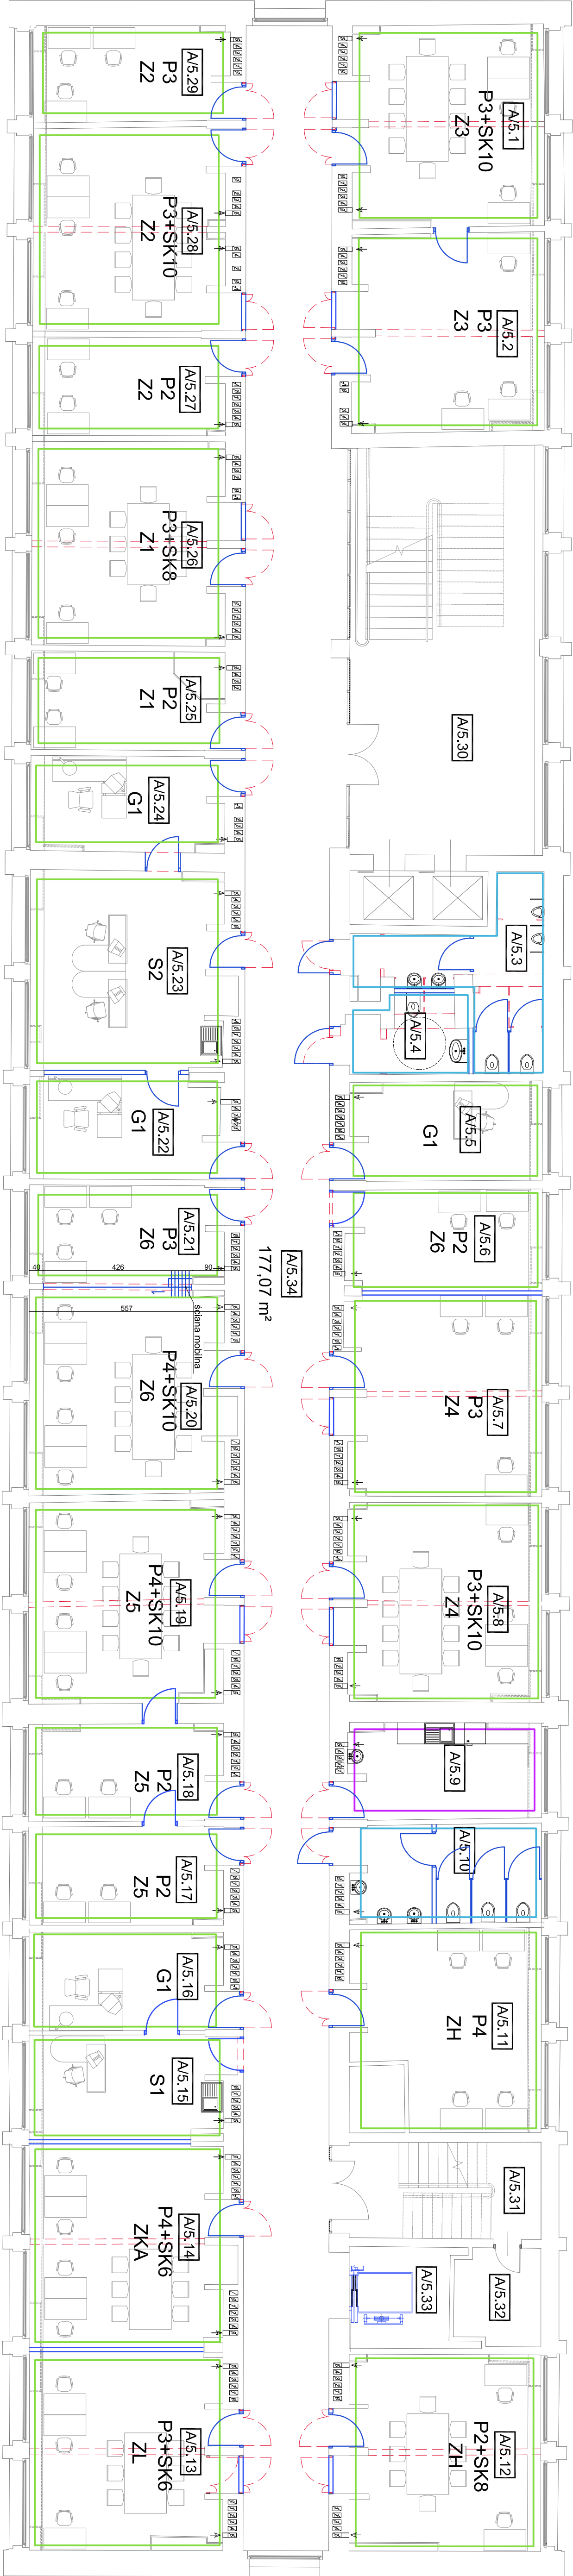 A/5.29
P3
Z2
A/5.1
P3+SK10
Z3
A/5.28
P3+SK10
Z2
A/5.2
P3
Z3
A/5.27
P2
Z2
A/5.26
P3+SK8
Z1
A/5.25
P2
Z1
A/5.30
A/5.24
G1
A/5.23
S2
A/5.3
A/5.4
A/5.22
G1
A/5.5
G1
A/5.21
P3
Z6
A/5.6
P2
Z6
A/5.34
177,07 m²
40
426
90
557
ściana mobilna
A/5.20
P4+SK10
Z6
A/5.7
P3
Z4
A/5.19
P4+SK10
Z5
A/5.8
P3+SK10
Z4
A/5.18
P2
Z5
A/5.9
A/5.17
P2
Z5
A/5.10
A/5.16
G1
A/5.11
P4
ZH
A/5.15
S1
A/5.14
P4+SK6
ZKA
A/5.31
A/5.32
A/5.33
A/5.13
P3+SK6
ZL
A/5.12
P2+SK8
ZH